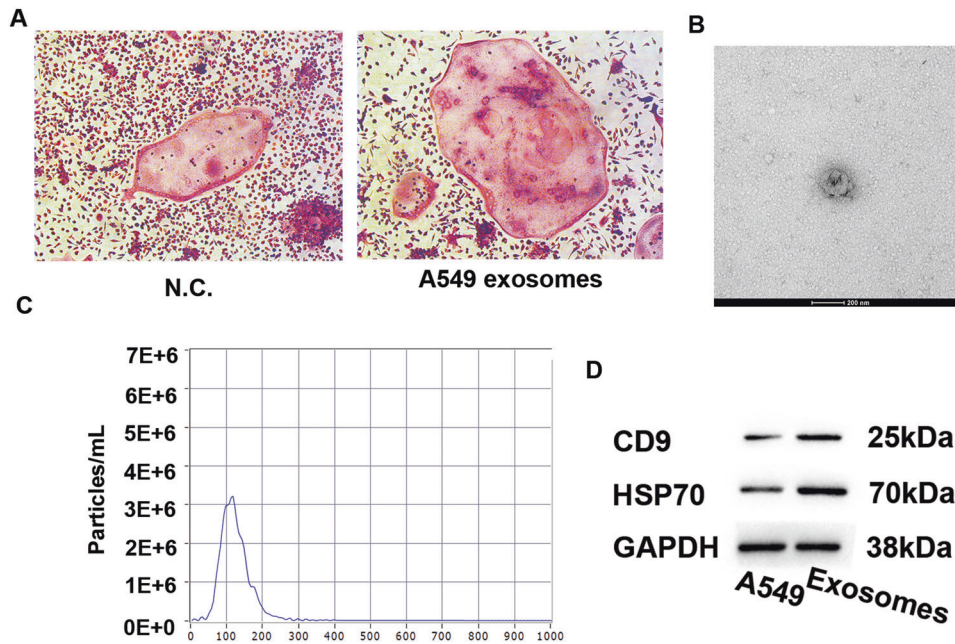 A
N.C.
A549 exosomes
B
200 nm
C
Particles/mL
7E+6
6E+6
5E+6
4E+6
3E+6
2E+6
1E+6
0E+0
0 100 200 300 400 500 600 700 800 900 1000
D
CD9 25kDa
HSP70 70kDa
GAPDH 38kDa
A549 Exosomes